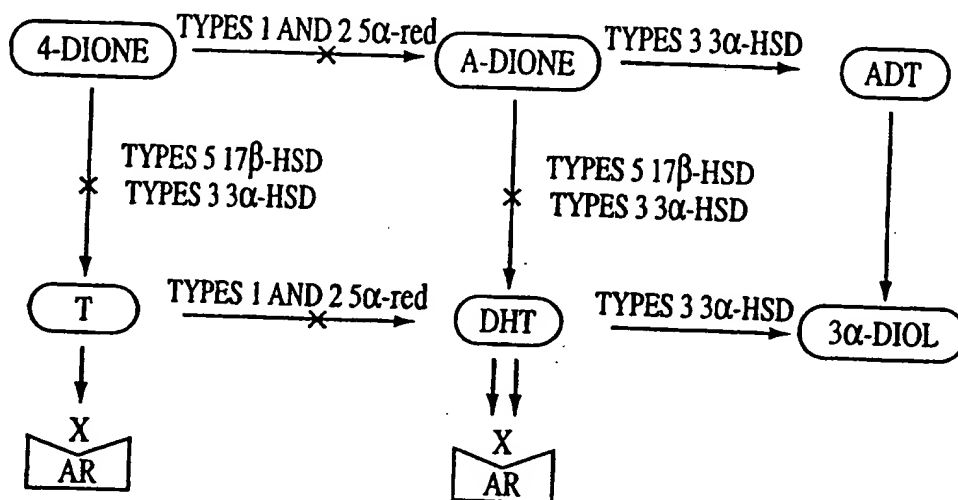 4-DIONE
TYPES 1 AND 2 5α-red
A-DIONE
TYPES 3 3α-HSD
ADT
TYPES 5 17β-HSD
TYPES 3 3α-HSD
TYPES 5 17β-HSD
TYPES 3 3α-HSD
T
TYPES 1 AND 2 5α-red
DHT
TYPES 3 3α-HSD
3α-DIOL
X
AR
X
AR